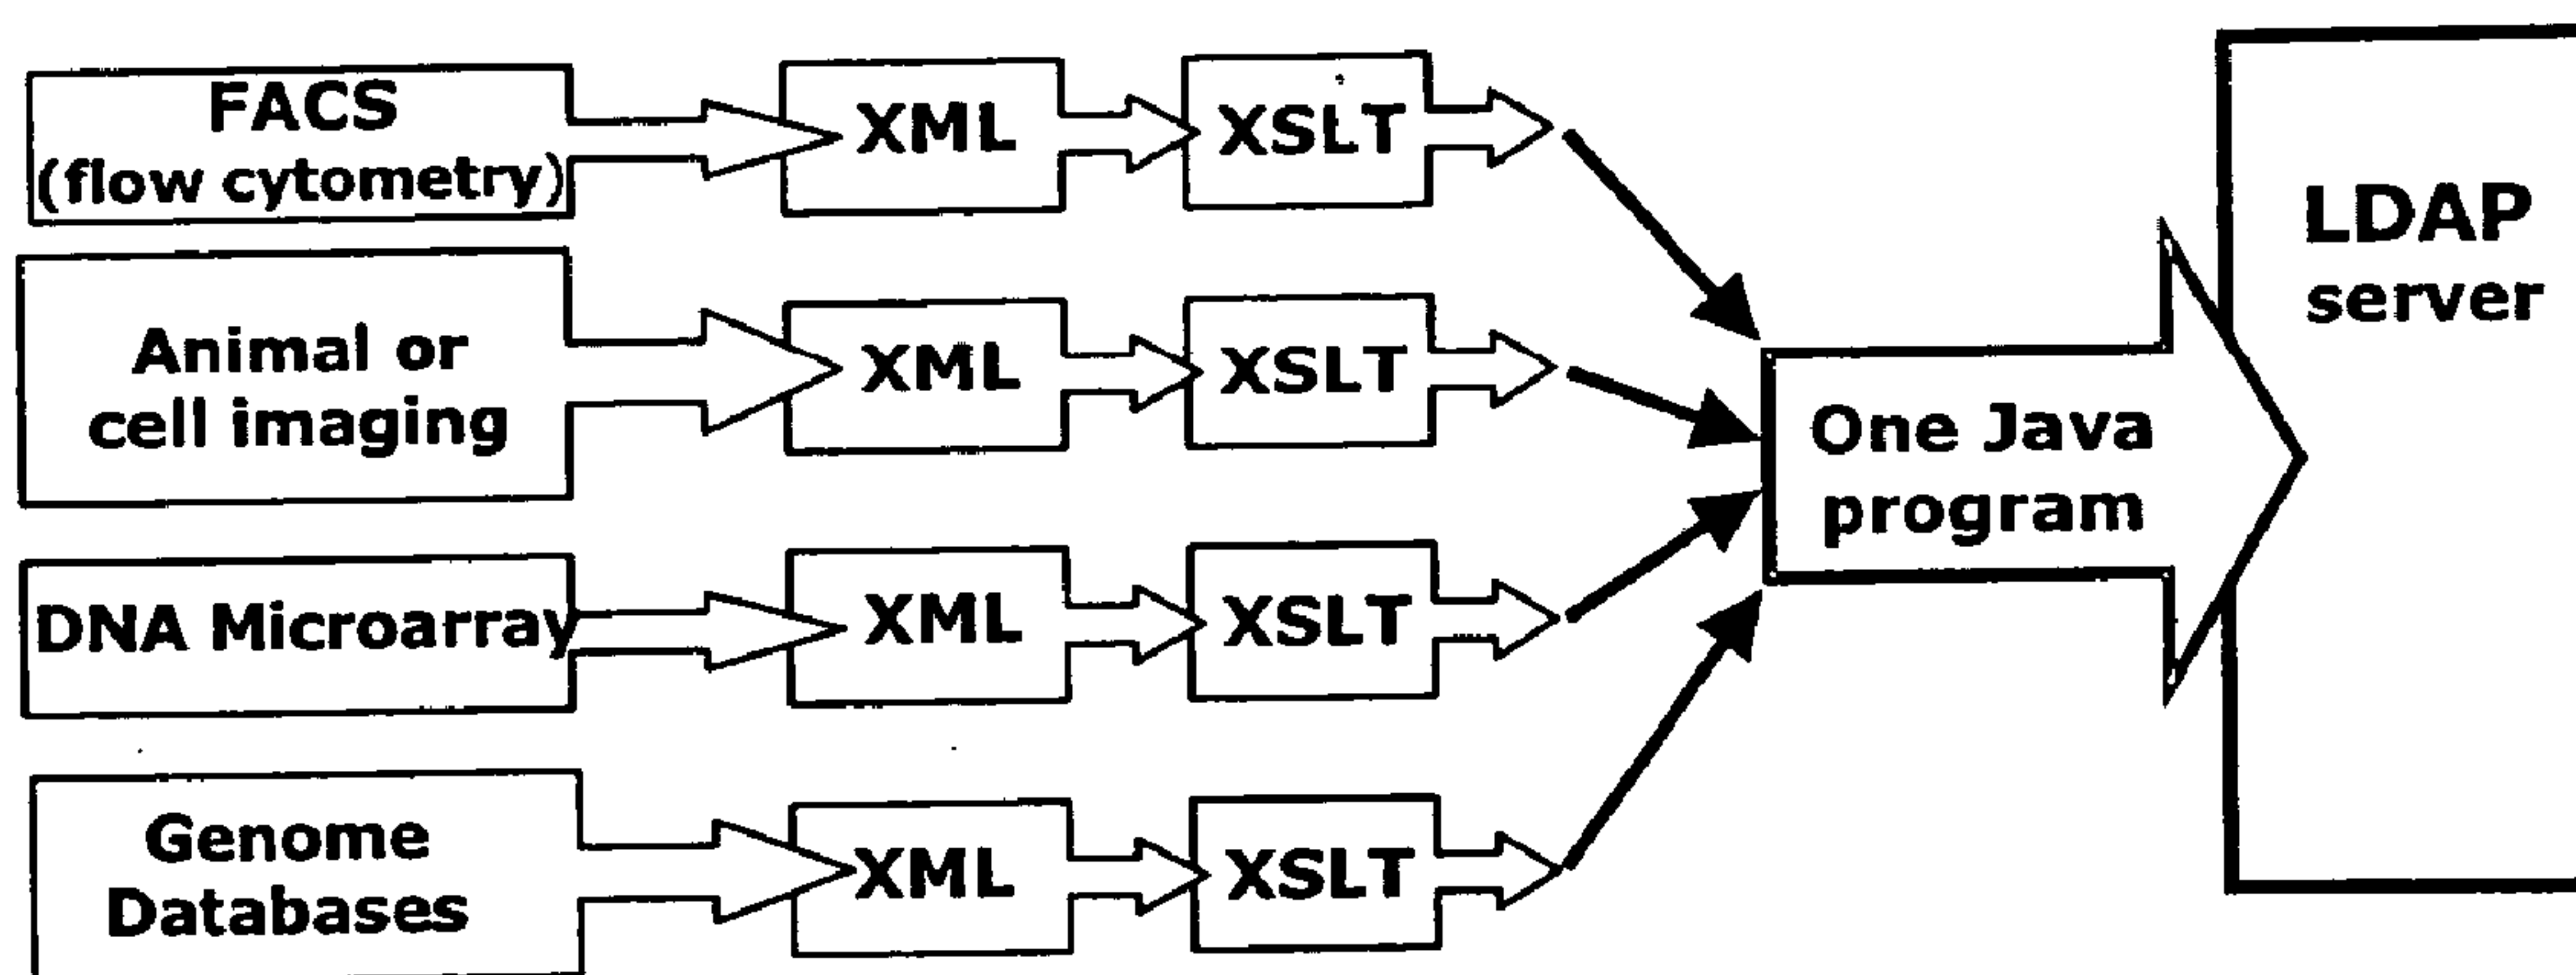 FACS
(flow cytometry)
XML
XSLT
Animal or
cell imaging
XML
XSLT
DNA Microarray
XML
XSLT
Genome
Databases
XML
XSLT
One Java
program
LDAP
server